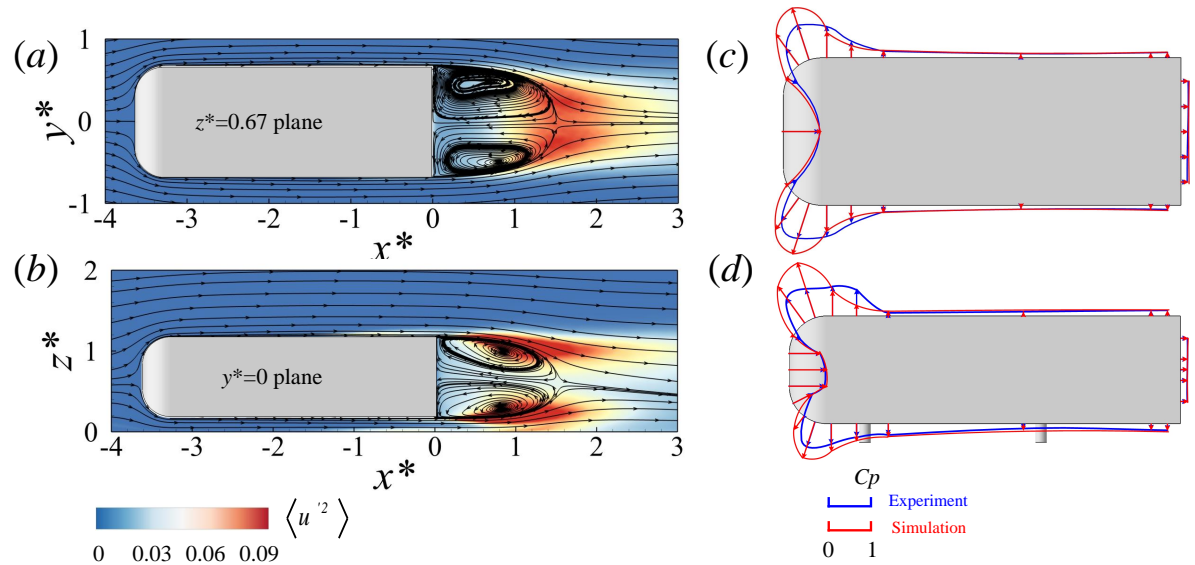 (a)
1
y*
0
-1
z*=0.67 plane
-4 -3 -2 -1 0 1 2 3
x*
(b)
2
z*
1
0
y*=0 plane
-4 -3 -2 -1 0 1 2 3
x*
⟨u′²⟩
0 0.03 0.06 0.09
(c)
(d)
Cp
Experiment
Simulation
0 1